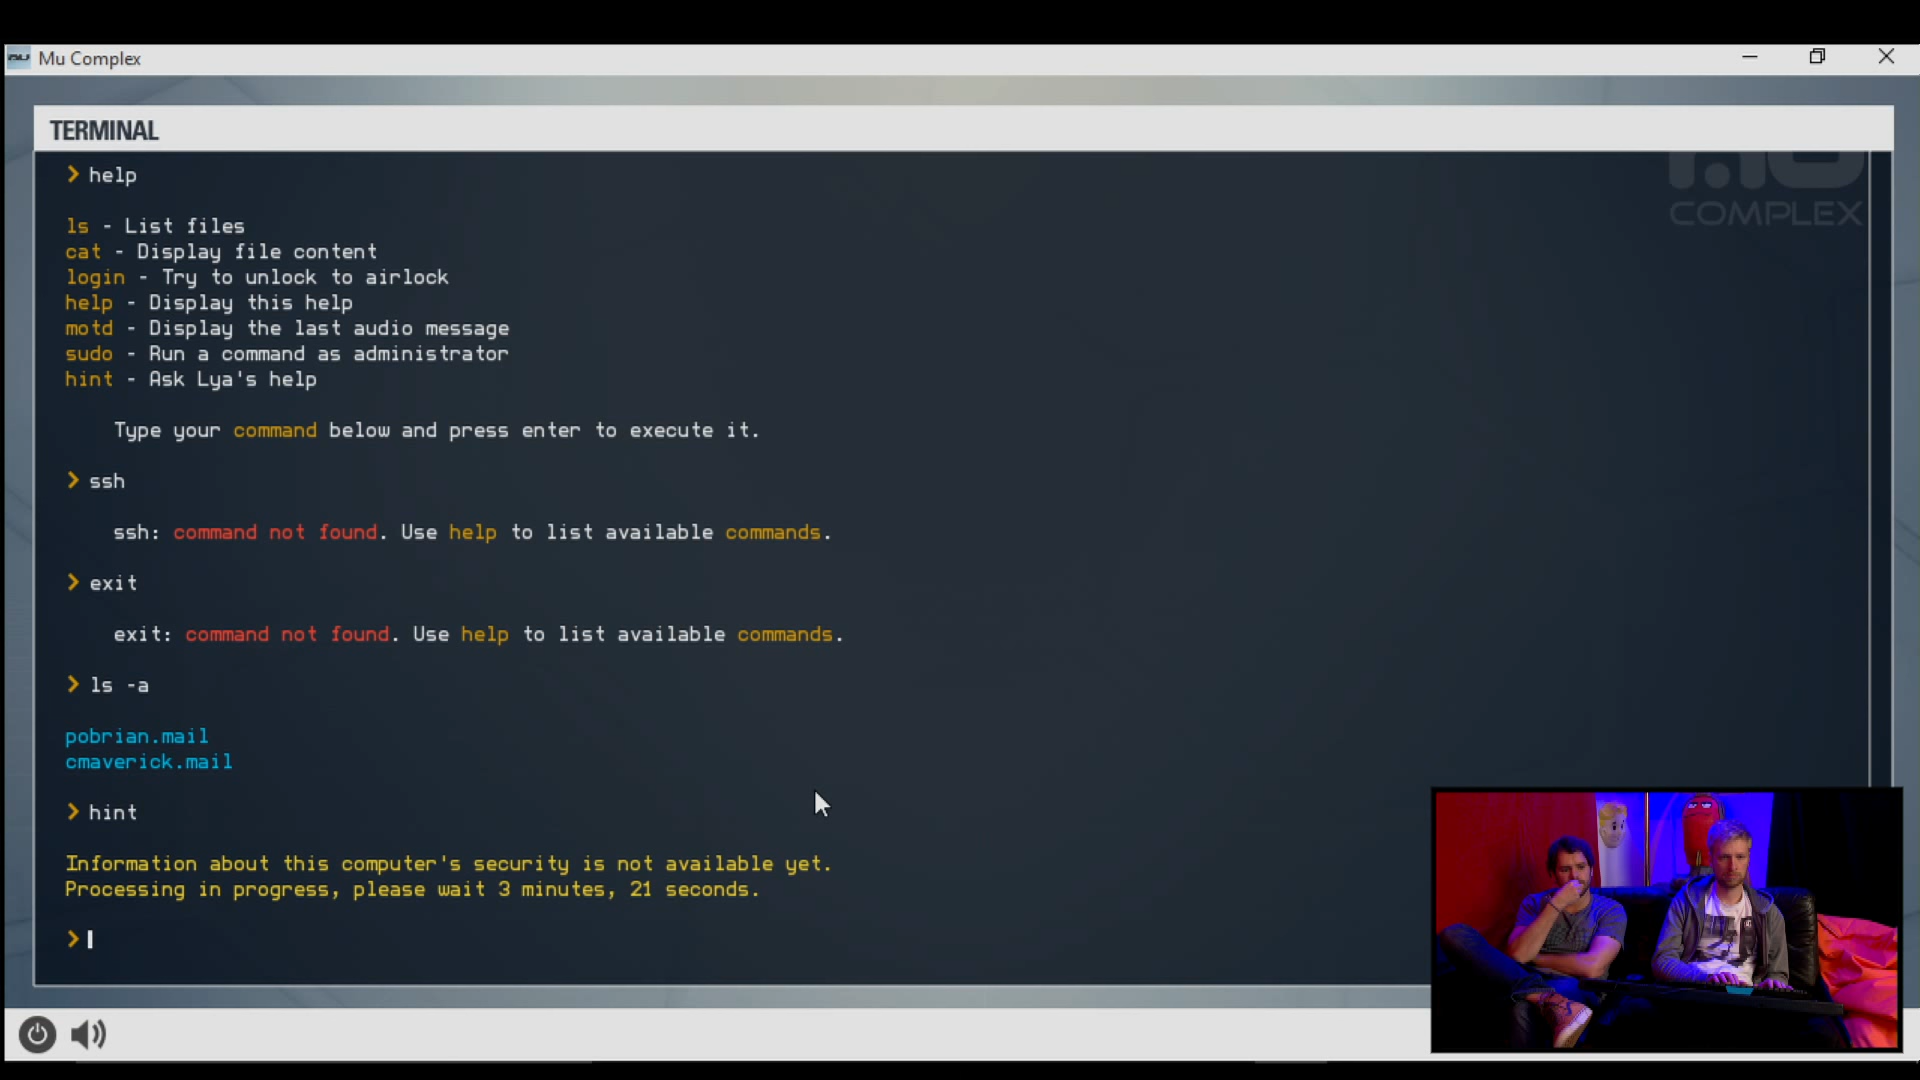 Mu Complex
TERMINAL
COMPLEX
> help
ls - List files
cat - Display file content
login - Try to unlock to airlock
help - Display this help
motd - Display the last audio message
sudo - Run a command as administrator
hint - Ask Lya's help
Type your command below and press enter to execute it.
> ssh
ssh: command not found. Use help to list available commands.
> exit
exit: command not found. Use help to list available commands.
> ls -a
pobrian.mail
cmaverick.mail
> hint
Information about this computer's security is not available yet.
Processing in progress, please wait 3 minutes, 21 seconds.
>